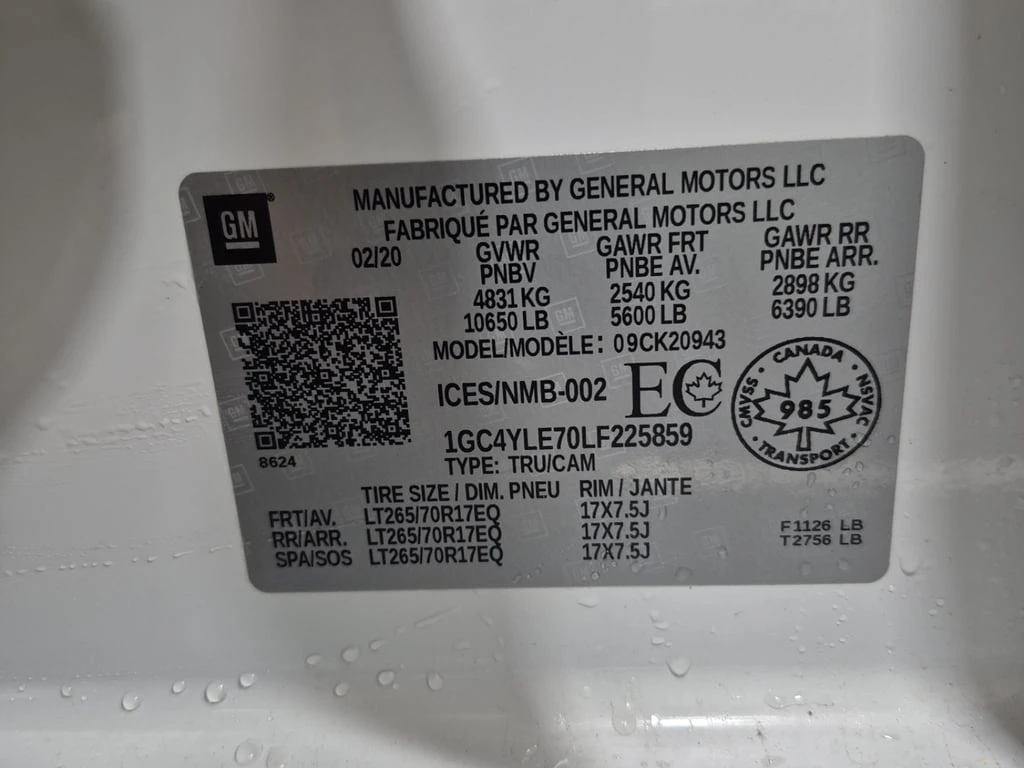 GM
MANUFACTURED BY GENERAL MOTORS LLC
FABRIQUÉ PAR GENERAL MOTORS LLC
02/20
GVWR
PNBV
4831 KG
10650 LB
GAWR FRT
PNBE AV.
2540 KG
5600 LB
GAWR RR
PNBE ARR.
2898 KG
6390 LB
MODEL/MODÈLE: 09CK20943
ICES/NMB-002 EC
CANADA
CMVSS · NSVAC
985
TRANSPORT
1GC4YLE70LF225859
8624
TYPE: TRU/CAM
TIRE SIZE / DIM. PNEU RIM / JANTE
FRT/AV. LT265/70R17EQ 17X7.5J
RR/ARR. LT265/70R17EQ 17X7.5J
SPA/SOS LT265/70R17EQ 17X7.5J
F1126 LB
T2756 LB